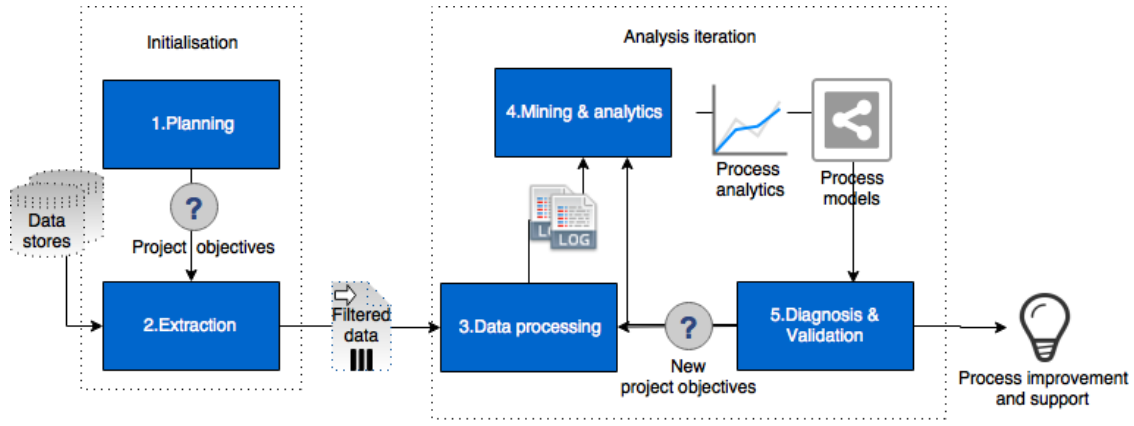 Initialisation
1.Planning
Data
stores
?
Project objectives
2.Extraction
Filtered
data
Analysis iteration
4.Mining & analytics
Process
analytics
Process
models
LOG
LOG
3.Data processing
?
New
project objectives
5.Diagnosis &
Validation
Process improvement
and support